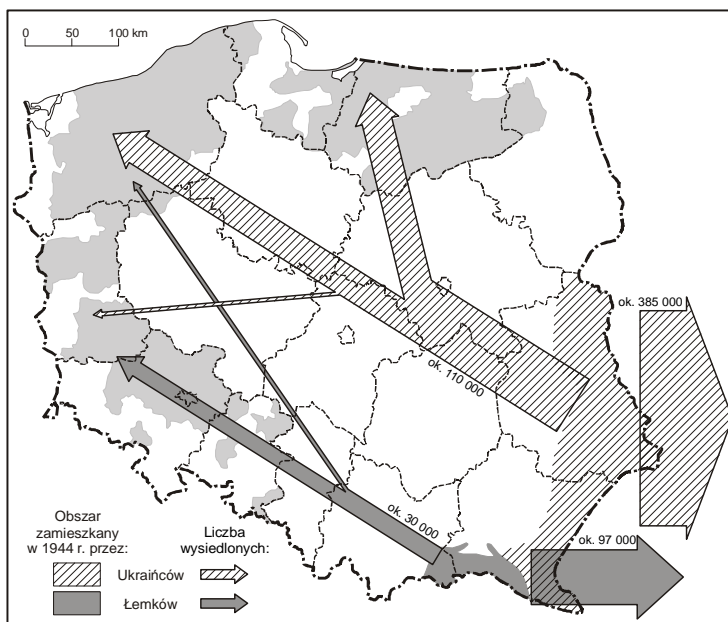 0 50 100 km
ok. 385 000
ok. 110 000
ok. 30 000
ok. 97 000
Obszar
zamieszkany
w 1944 r. przez:
Liczba
wysiedlonych:
Ukraińców
Łemków